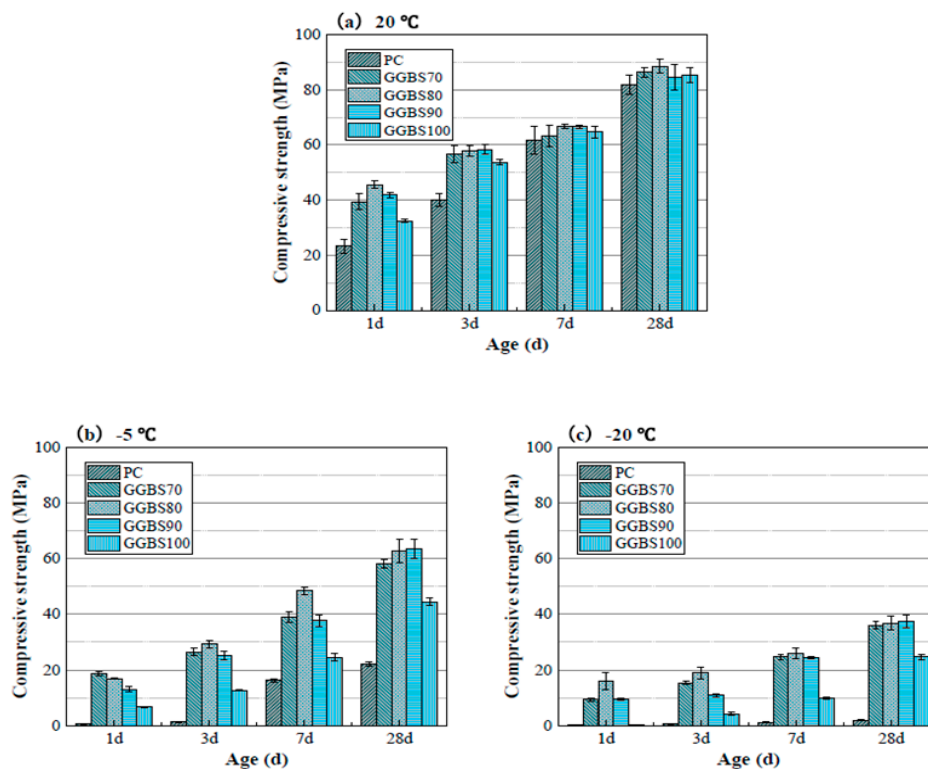 (a) 20 ℃
100
80
60
40
20
0
Compressive strength (MPa)
PC
GGBS70
GGBS80
GGBS90
GGBS100
1d 3d 7d 28d
Age (d)
(b) -5 ℃
100
80
60
40
20
0
Compressive strength (MPa)
PC
GGBS70
GGBS80
GGBS90
GGBS100
1d 3d 7d 28d
Age (d)
(c) -20 ℃
100
80
60
40
20
0
Compressive strength (MPa)
PC
GGBS70
GGBS80
GGBS90
GGBS100
1d 3d 7d 28d
Age (d)